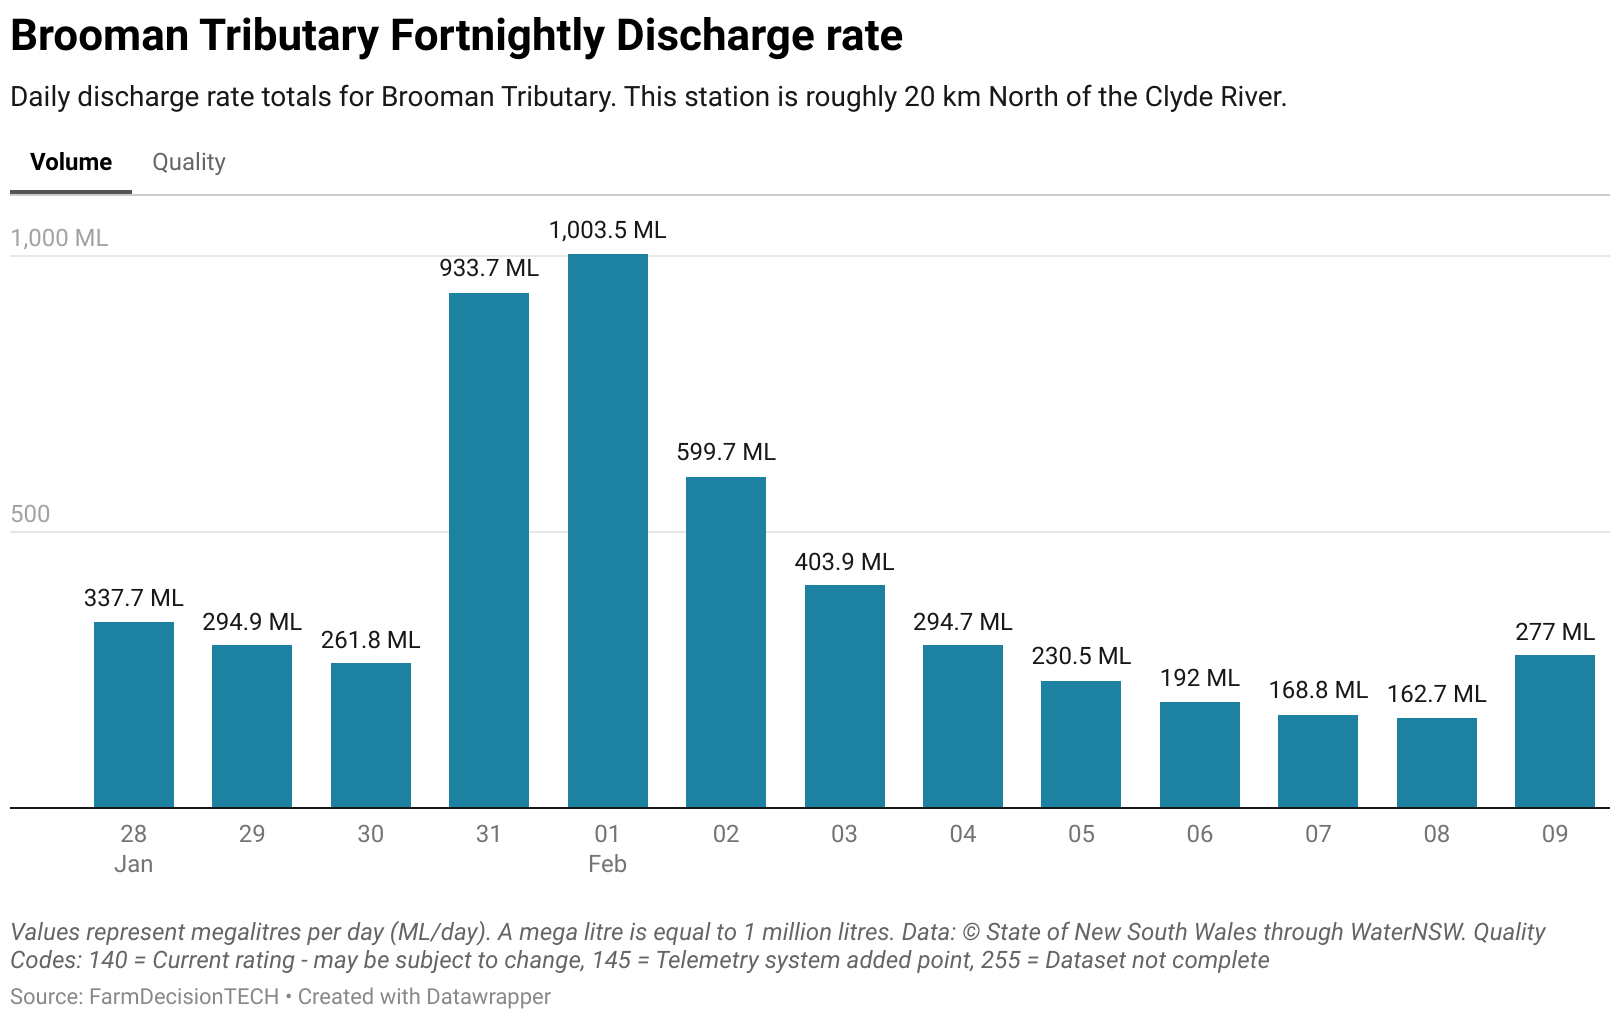 Brooman Tributary Fortnightly Discharge rate
Daily discharge rate totals for Brooman Tributary. This station is roughly 20 km North of the Clyde River.
Volume Quality
1,000 ML
500
337.7 ML
294.9 ML
261.8 ML
933.7 ML
1,003.5 ML
599.7 ML
403.9 ML
294.7 ML
230.5 ML
192 ML
168.8 ML
162.7 ML
277 ML
28 29 30 31 01 02 03 04 05 06 07 08 09
Jan Feb
Values represent megalitres per day (ML/day). A mega litre is equal to 1 million litres. Data: © State of New South Wales through WaterNSW. Quality
Codes: 140 = Current rating - may be subject to change, 145 = Telemetry system added point, 255 = Dataset not complete
Source: FarmDecisionTECH • Created with Datawrapper